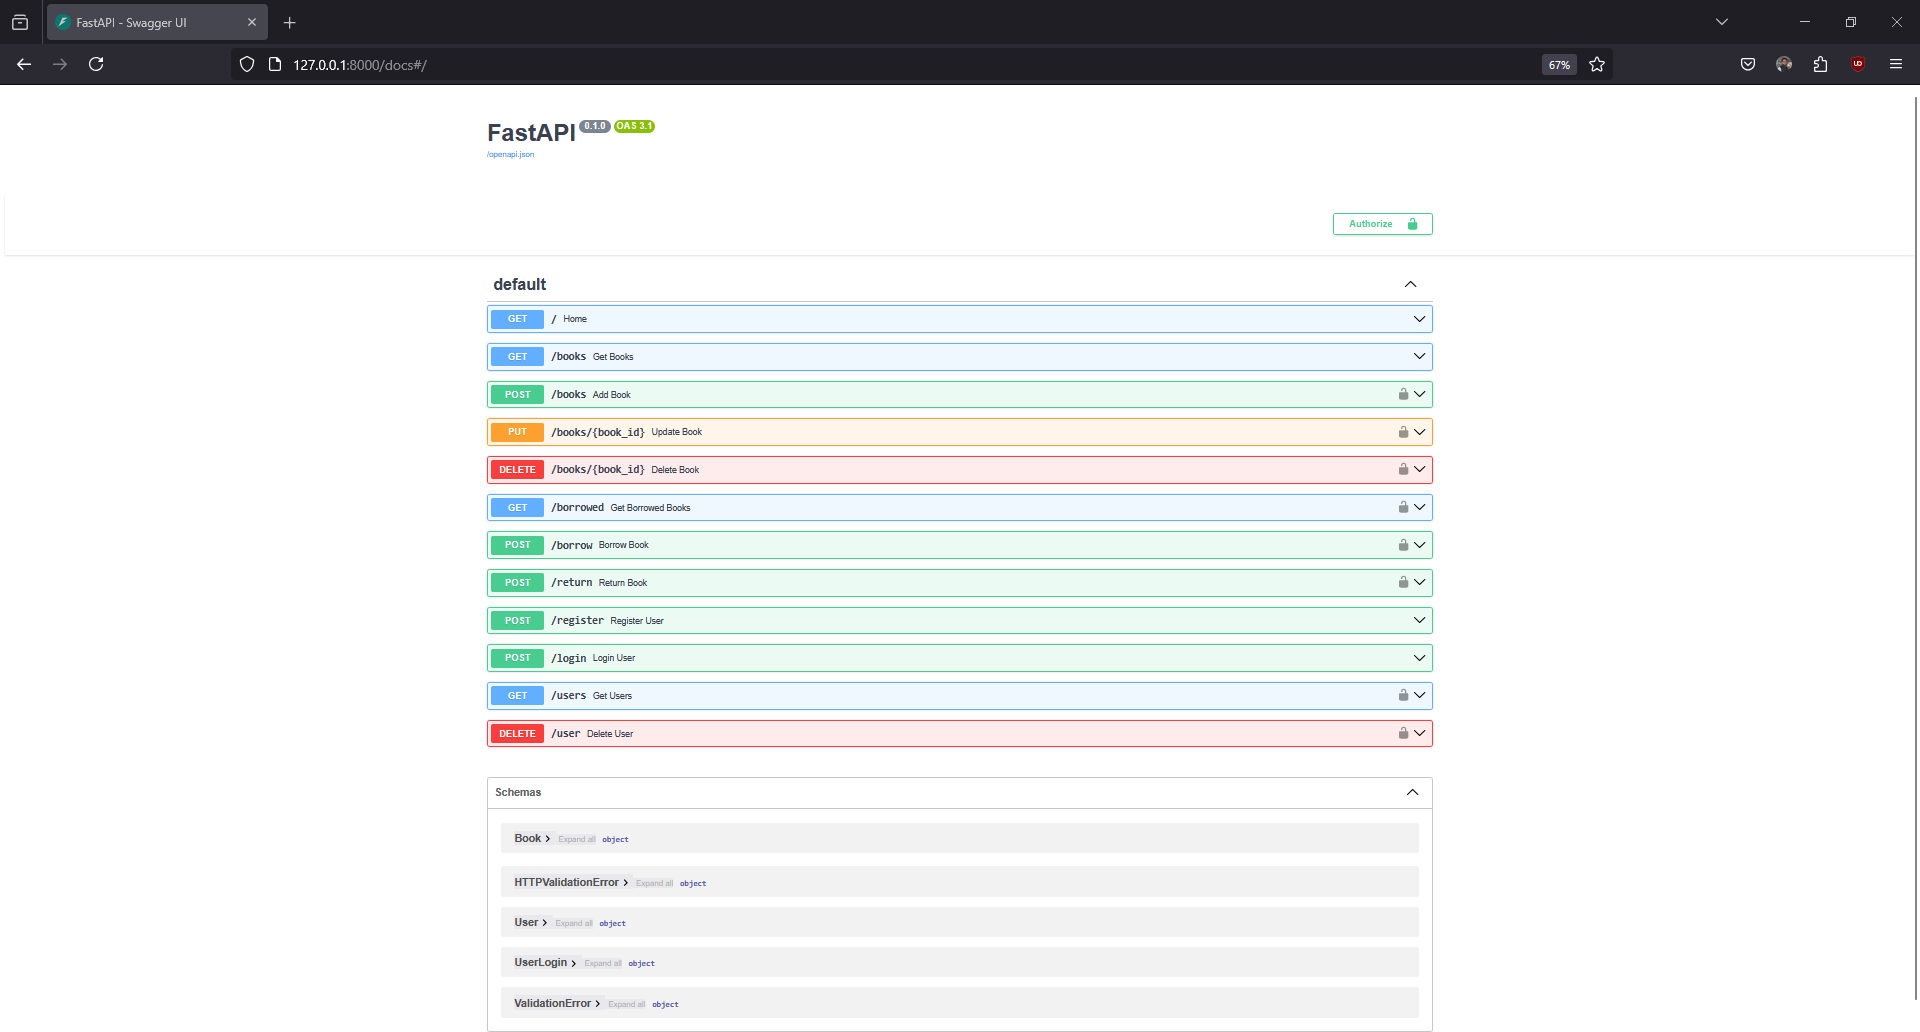 FastAPI - Swagger UI
127.0.0.1:8000/docs#/
67%
FastAPI 0.1.0 OAS 3.1
/openapi.json
Authorize
default
GET / Home
GET /books Get Books
POST /books Add Book
PUT /books/{book_id} Update Book
DELETE /books/{book_id} Delete Book
GET /borrowed Get Borrowed Books
POST /borrow Borrow Book
POST /return Return Book
POST /register Register User
POST /login Login User
GET /users Get Users
DELETE /user Delete User
Schemas
Book Expand all object
HTTPValidationError Expand all object
User Expand all object
UserLogin Expand all object
ValidationError Expand all object